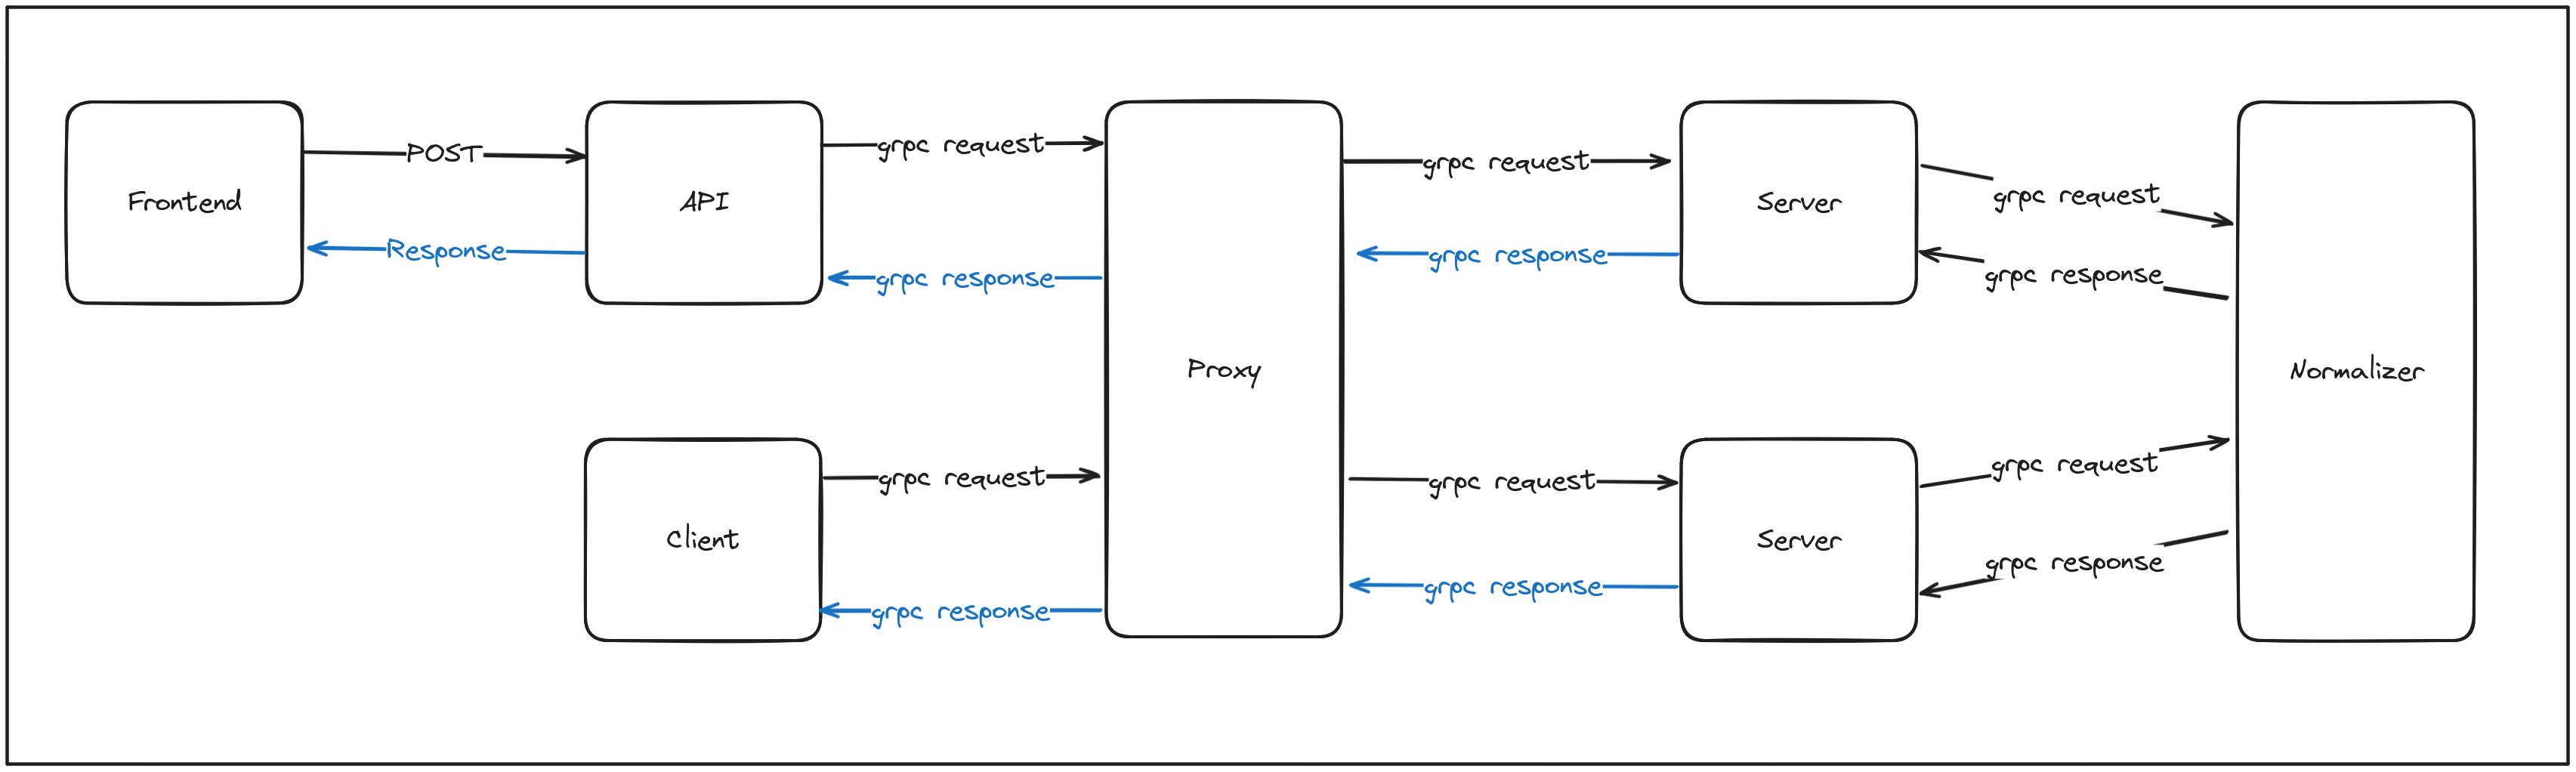 POST
grpc request
grpc request
grpc request
Frontend
API
Server
Response
grpc response
grpc response
grpc response
Proxy
Normalizer
grpc request
grpc request
grpc request
Client
Server
grpc response
grpc response
grpc response